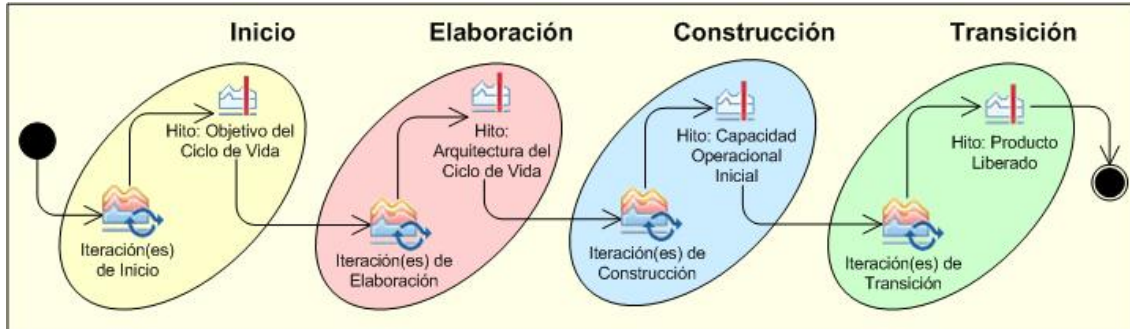 Inicio
Elaboración
Construcción
Transición
Hito: Objetivo del
Ciclo de Vida
Iteración(es)
de Inicio
Hito:
Arquitectura del
Ciclo de Vida
Iteración(es) de
Elaboración
Hito: Capacidad
Operacional
Inicial
Iteración(es) de
Construcción
Hito: Producto
Liberado
Iteración(es) de
Transición